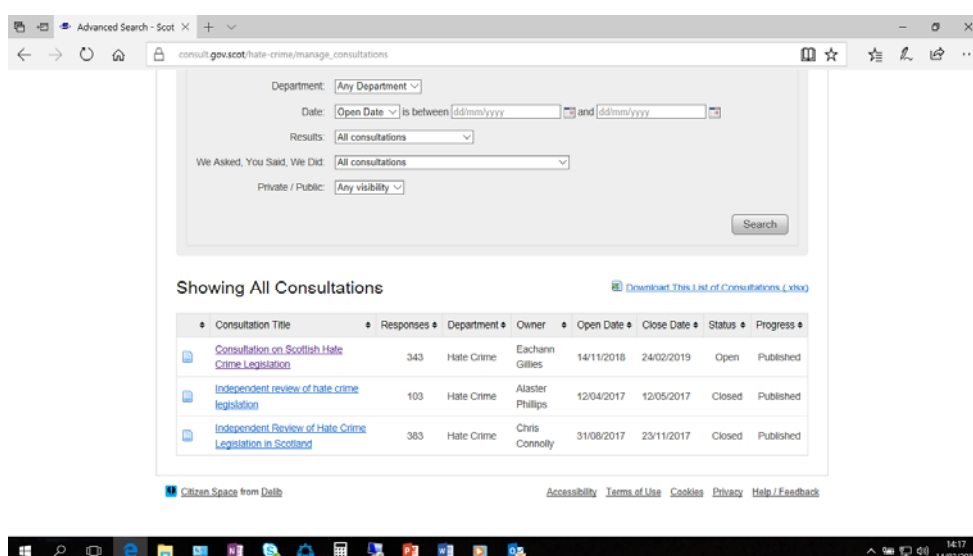 Advanced Search - Scot
consult.gov.scot/hate-crime/manage_consultations
Department: Any Department
Date: Open Date is between dd/mm/yyyy and dd/mm/yyyy
Results: All consultations
We Asked, You Said, We Did: All consultations
Private / Public: Any visibility
Search
Showing All Consultations
Download This List of Consultations (.xlsx)
Consultation Title Responses Department Owner Open Date Close Date Status Progress
Consultation on Scottish Hate Crime Legislation 343 Hate Crime Eachann Gillies 14/11/2018 24/02/2019 Open Published
Independent review of hate crime legislation 103 Hate Crime Alaster Phillips 12/04/2017 12/05/2017 Closed Published
Independent Review of Hate Crime Legislation in Scotland 383 Hate Crime Chris Connolly 31/08/2017 23/11/2017 Closed Published
Citizen Space from Delib
Accessibility Terms of Use Cookies Privacy Help / Feedback
14:17